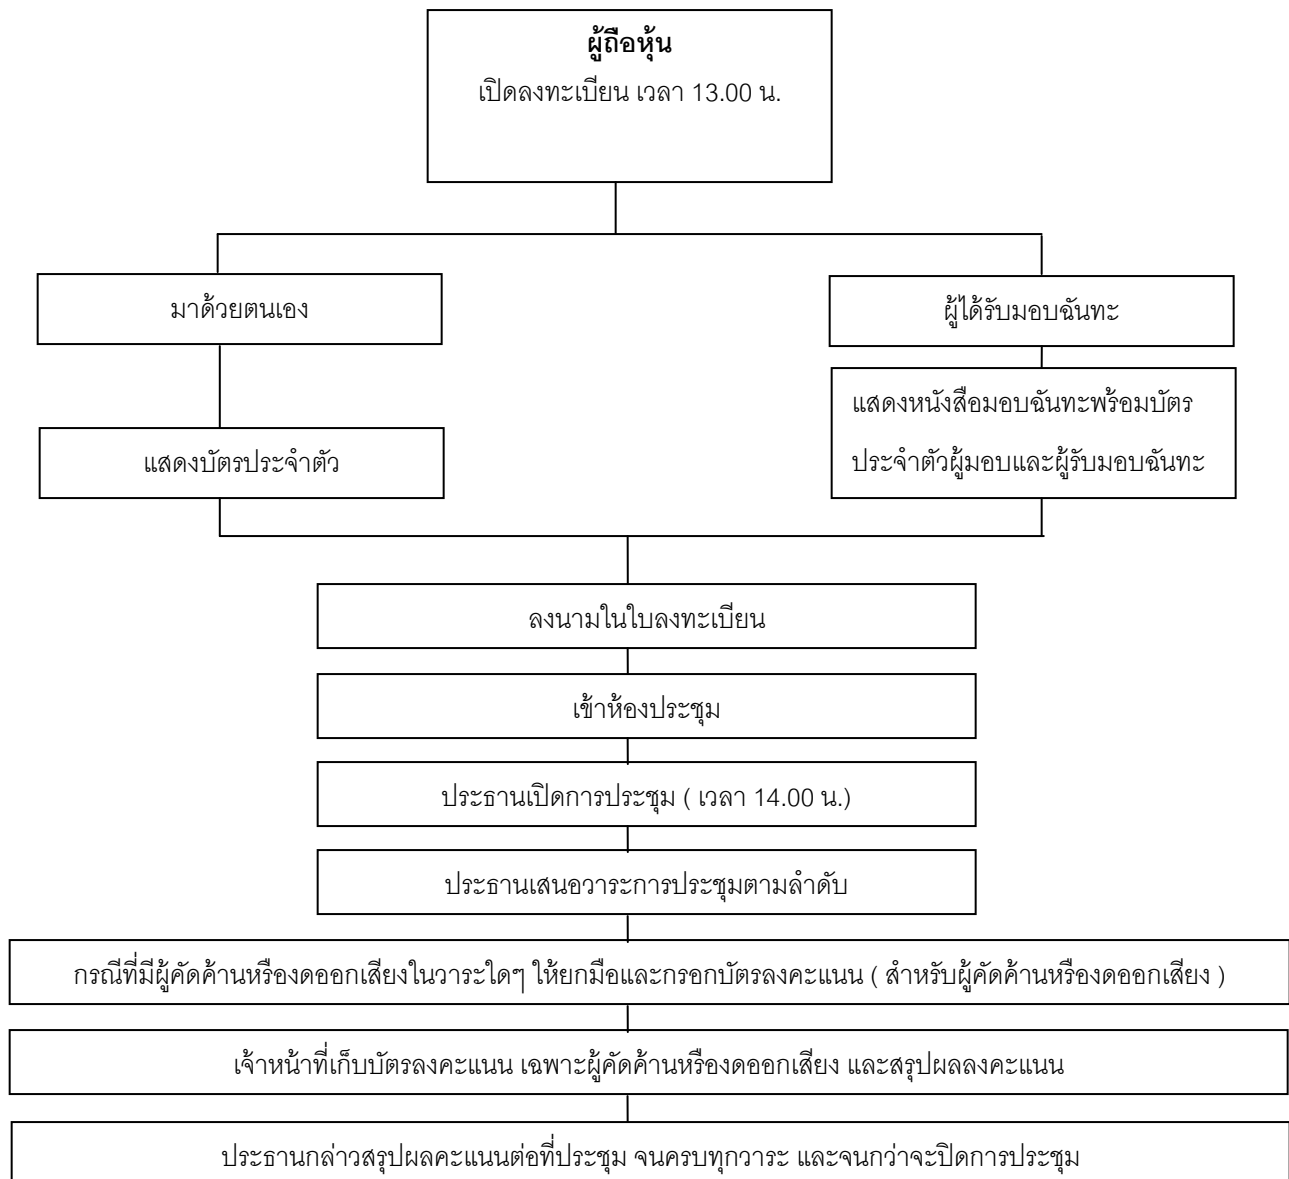 ผู้ถือหุ้น
เปิดลงทะเบียน เวลา 13.00 น.
มาด้วยตนเอง
ผู้ได้รับมอบฉันทะ
แสดงบัตรประจำตัว
แสดงหนังสือมอบฉันทะพร้อมบัตร
ประจำตัวผู้มอบและผู้รับมอบฉันทะ
ลงนามในใบลงทะเบียน
เข้าห้องประชุม
ประธานเปิดการประชุม ( เวลา 14.00 น.)
ประธานเสนอวาระการประชุมตามลำดับ
กรณีที่มีผู้คัดค้านหรืองดออกเสียงในวาระใดๆ ให้ยกมือและกรอกบัตรลงคะแนน ( สำหรับผู้คัดค้านหรืองดออกเสียง )
เจ้าหน้าที่เก็บบัตรลงคะแนน เฉพาะผู้คัดค้านหรืองดออกเสียง และสรุปผลลงคะแนน
ประธานกล่าวสรุปผลคะแนนต่อที่ประชุม จนครบทุกวาระ และจนกว่าจะปิดการประชุม